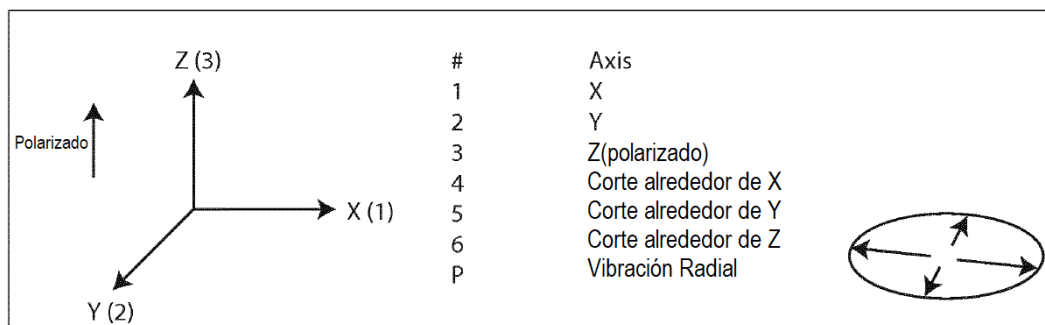 Z (3)
Polarizado
X (1)
Y (2)
# Axis
1 X
2 Y
3 Z(polarizado)
4 Corte alrededor de X
5 Corte alrededor de Y
6 Corte alrededor de Z
P Vibración Radial